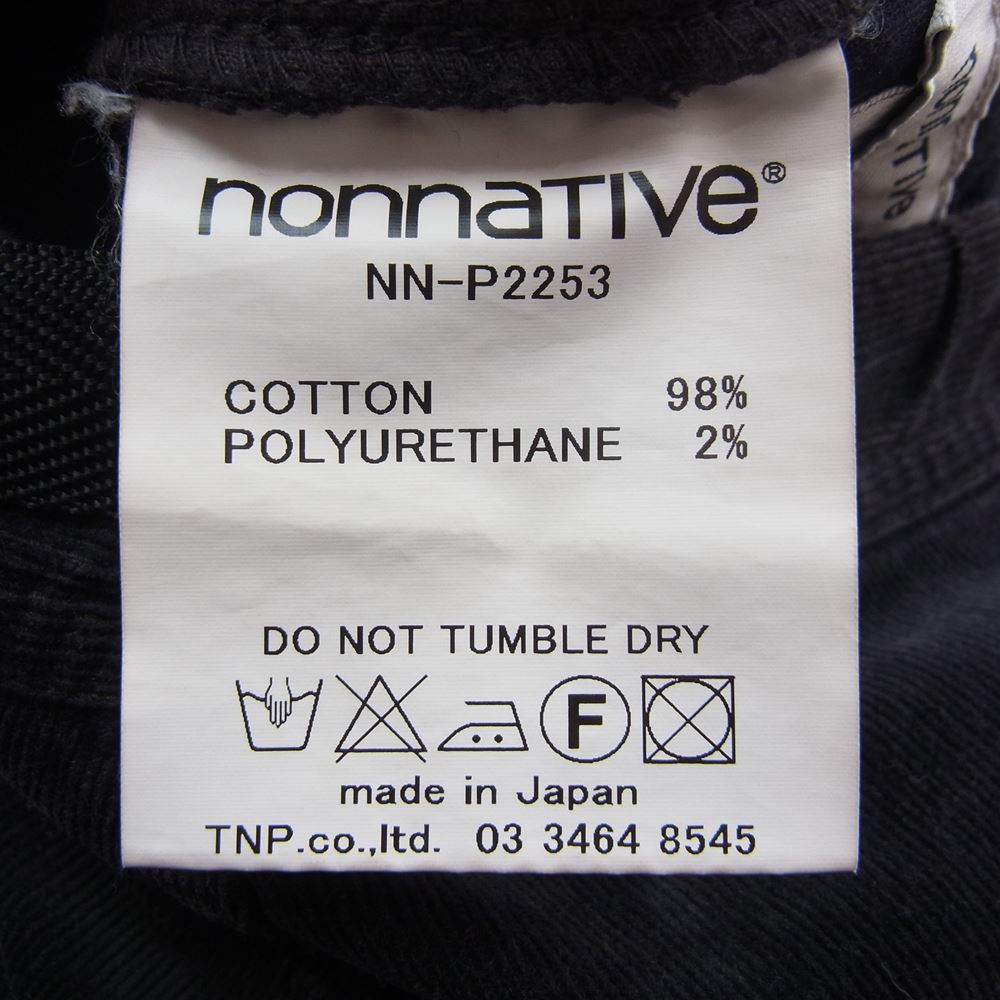 nonnaTIVe®
NN-P2253
COTTON 98%
POLYURETHANE 2%
DO NOT TUMBLE DRY
F
made in Japan
TNP.co.,ltd. 03 3464 8545